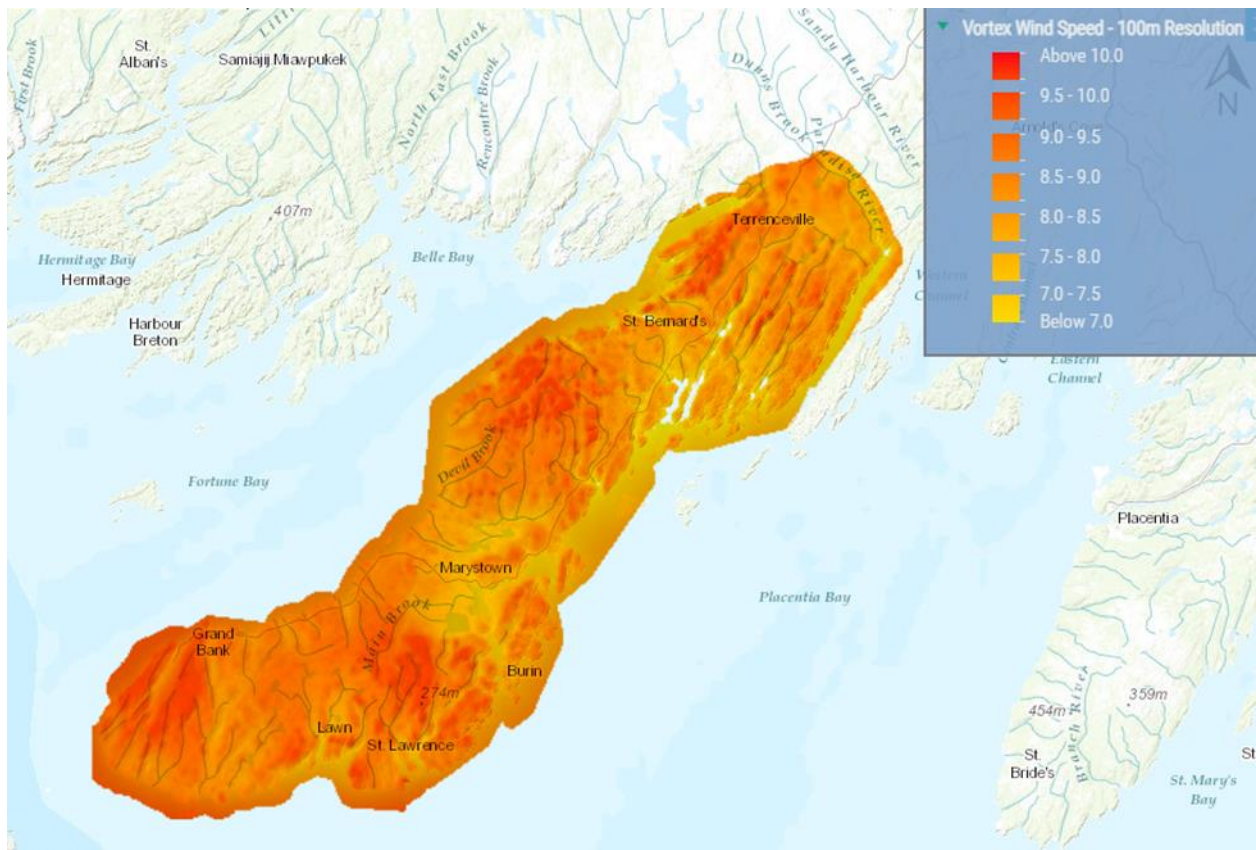 Vortex Wind Speed - 100m Resolution
Above 10.0
9.5 - 10.0
9.0 - 9.5
8.5 - 9.0
8.0 - 8.5
7.5 - 8.0
7.0 - 7.5
Below 7.0
N
St.
Alban's
Samiajij Miawpukek
First Brook
North East Brook
Rencontre Brook
Dunns Brook
Sandy Harbour River
Paradise River
407m
Hermitage Bay
Hermitage
Belle Bay
Harbour
Breton
Terrenceville
St. Bernard's
Channel
Eastern
Channel
Devil Brook
Fortune Bay
Placentia
Marystown
Placentia Bay
Main Brook
Grand
Bank
Burin
274m
Lawn
St. Lawrence
359m
454m
Branch River
St.
Bride's
St. Mary's
Bay
St